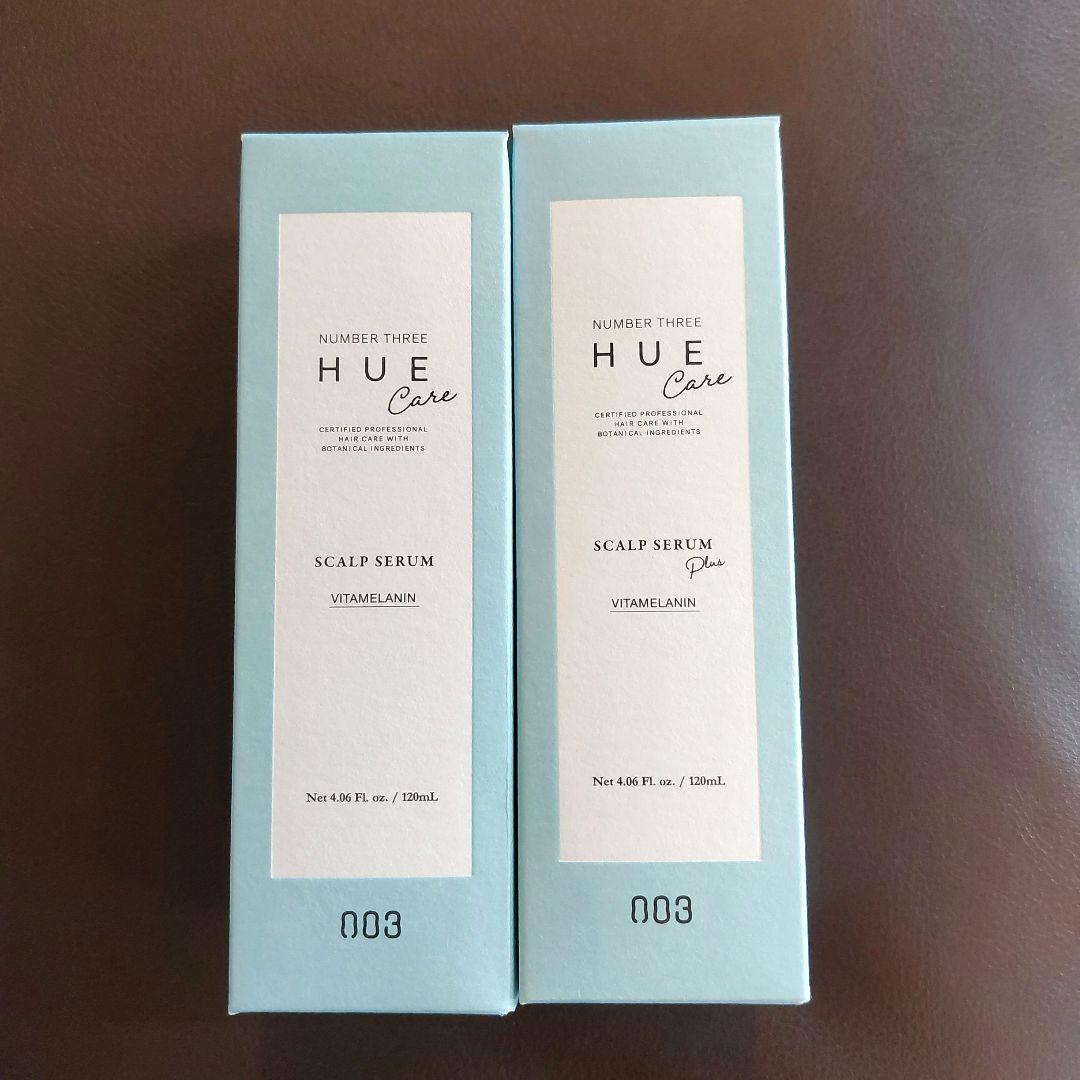 NUMBER THREE
HUE
Care
CERTIFIED PROFESSIONAL
HAIR CARE WITH
BOTANICAL INGREDIENTS
SCALP SERUM
VITAMELANIN
Net 4.06 Fl. oz. / 120mL
003
NUMBER THREE
HUE
Care
CERTIFIED PROFESSIONAL
HAIR CARE WITH
BOTANICAL INGREDIENTS
SCALP SERUM
Plus
VITAMELANIN
Net 4.06 Fl. oz. / 120mL
003